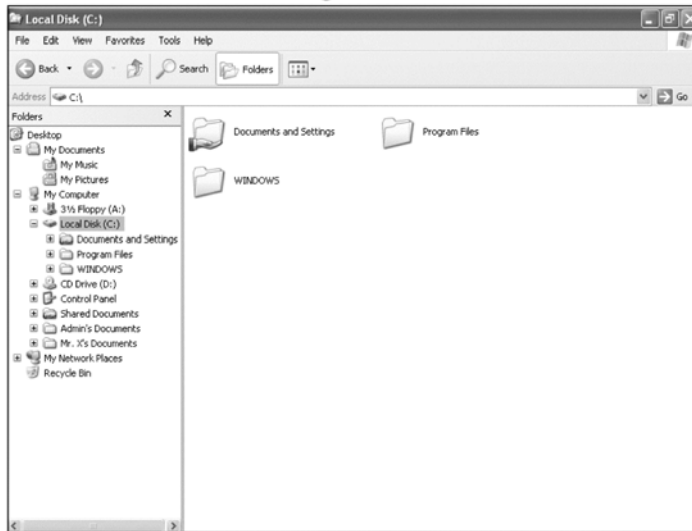 Local Disk (C:)
File Edit View Favorites Tools Help
Back Search Folders
Address C:\ Go
Folders
Desktop
My Documents
My Music
My Pictures
My Computer
3½ Floppy (A:)
Local Disk (C:)
Documents and Settings
Program Files
WINDOWS
CD Drive (D:)
Control Panel
Shared Documents
Admin's Documents
Mr. X's Documents
My Network Places
Recycle Bin
Documents and Settings Program Files
WINDOWS